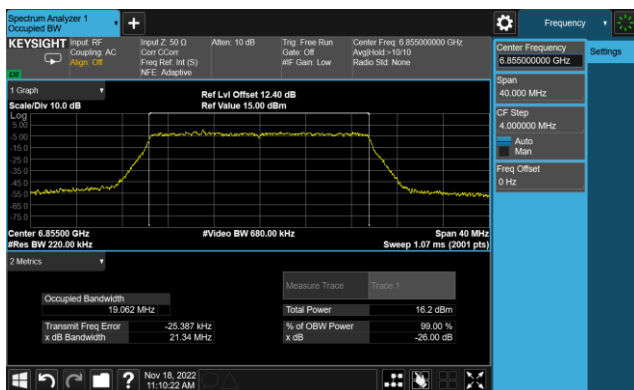 Spectrum Analyzer 1
Occupied BW
Frequency
KEYSIGHT
Input: RF
Coupling: AC
Align: Off
Input Z: 50 Ω
Corr CCorr
Freq Ref: Int (S)
NFE: Adaptive
Atten: 10 dB
Trig: Free Run
Gate: Off
#IF Gain: Low
Center Freq: 6.855000000 GHz
Avg|Hold:>10/10
Radio Std: None
Center Frequency
6.855000000 GHz
Settings
Span
40.000 MHz
CF Step
4.000000 MHz
Auto
Man
Freq Offset
0 Hz
1 Graph
Scale/Div 10.0 dB
Ref Lvl Offset 12.40 dB
Ref Value 15.00 dBm
Log
5.00
-5.00
-15.0
-25.0
-35.0
-45.0
-55.0
-65.0
-75.0
Center 6.85500 GHz
#Res BW 220.00 kHz
#Video BW 680.00 kHz
Span 40 MHz
Sweep 1.07 ms (2001 pts)
2 Metrics
Measure Trace
Trace 1
Occupied Bandwidth
19.062 MHz
Total Power
16.2 dBm
Transmit Freq Error
-25.387 kHz
% of OBW Power
99.00 %
x dB Bandwidth
21.34 MHz
x dB
-26.00 dB
?
Nov 18, 2022
11:10:22 AM